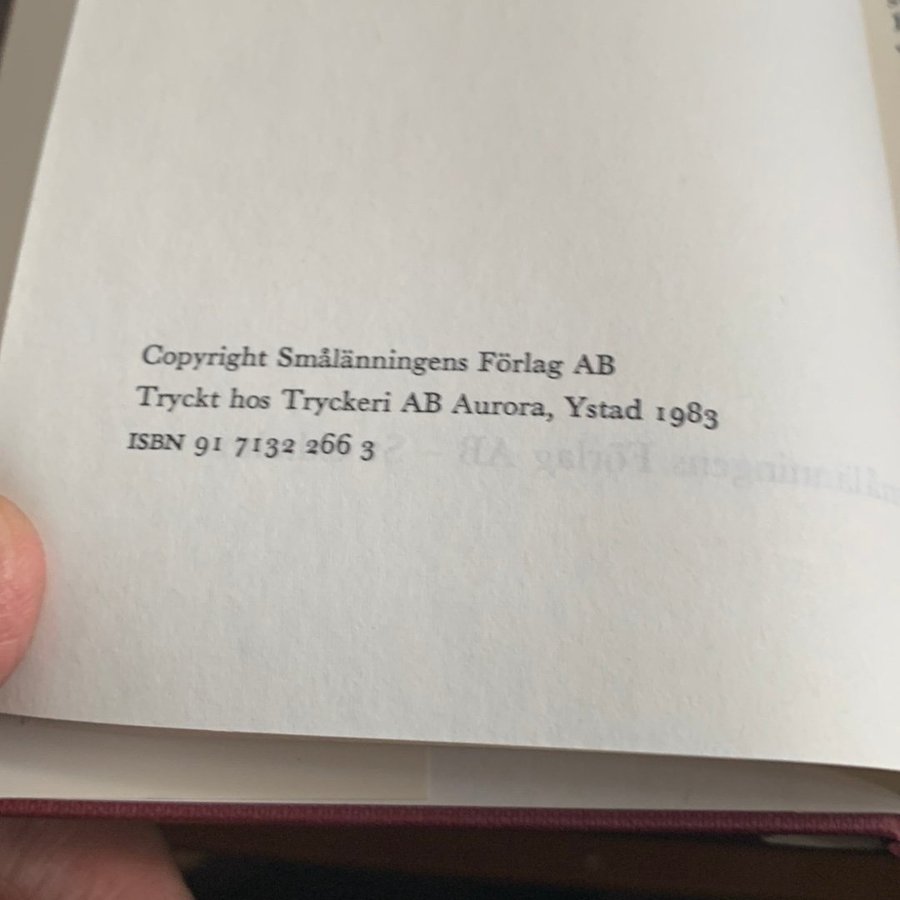 Copyright Smålänningens Förlag AB
Tryckt hos Tryckeri AB Aurora, Ystad 1983
ISBN 91 7132 266 3